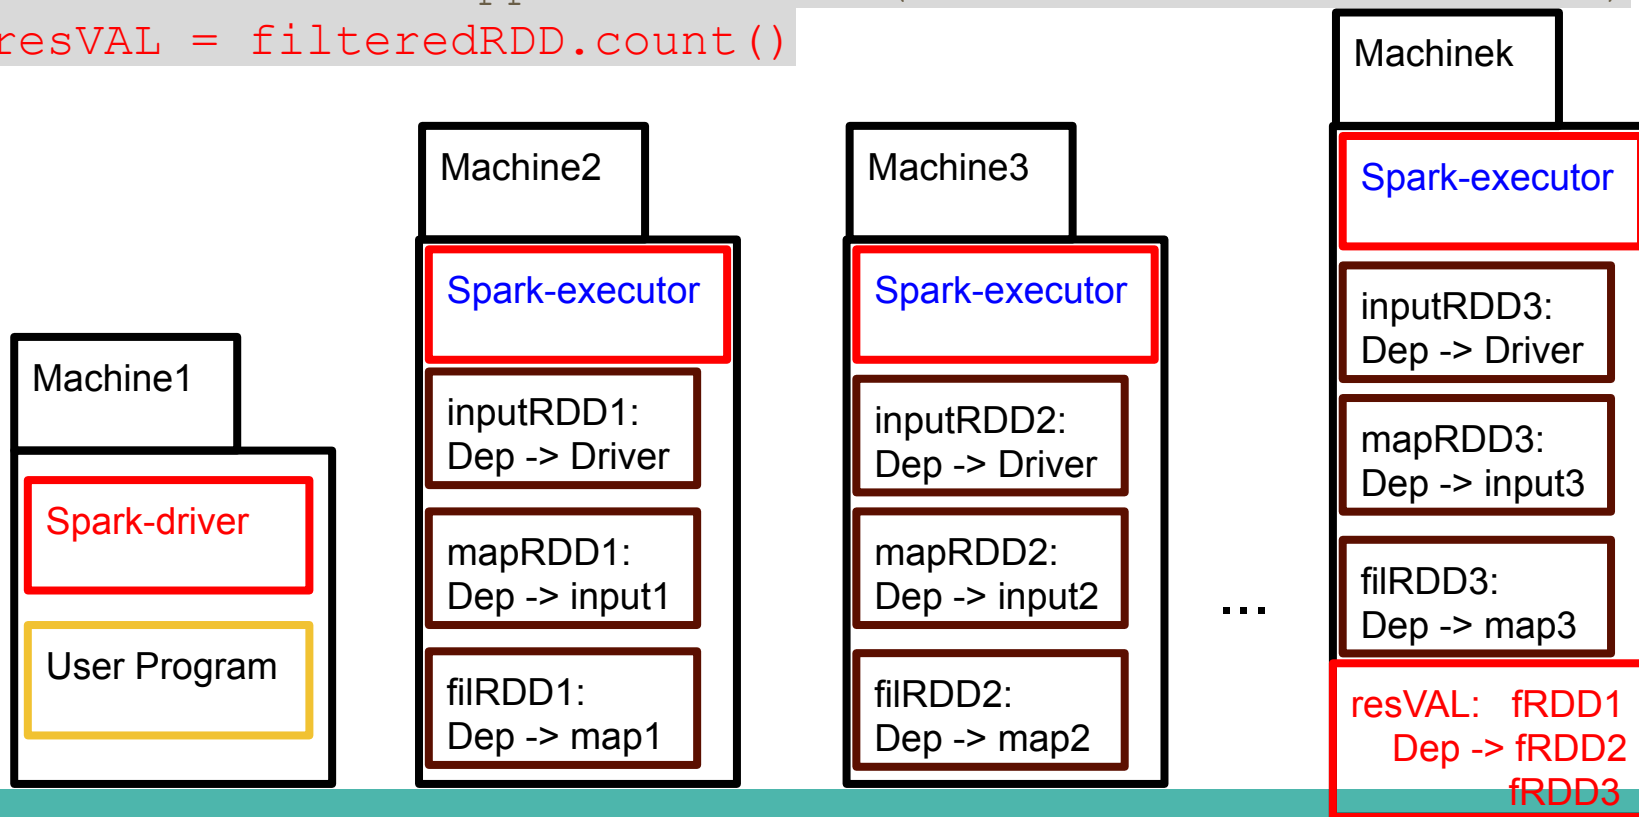 resVAL = filteredRDD.count()
Machine1
Spark-driver
User Program
Machine2
Spark-executor
inputRDD1:
Dep -> Driver
mapRDD1:
Dep -> input1
filRDD1:
Dep -> map1
Machine3
Spark-executor
inputRDD2:
Dep -> Driver
mapRDD2:
Dep -> input2
filRDD2:
Dep -> map2
...
Machinek
Spark-executor
inputRDD3:
Dep -> Driver
mapRDD3:
Dep -> input3
filRDD3:
Dep -> map3
resVAL: fRDD1
Dep -> fRDD2
fRDD3